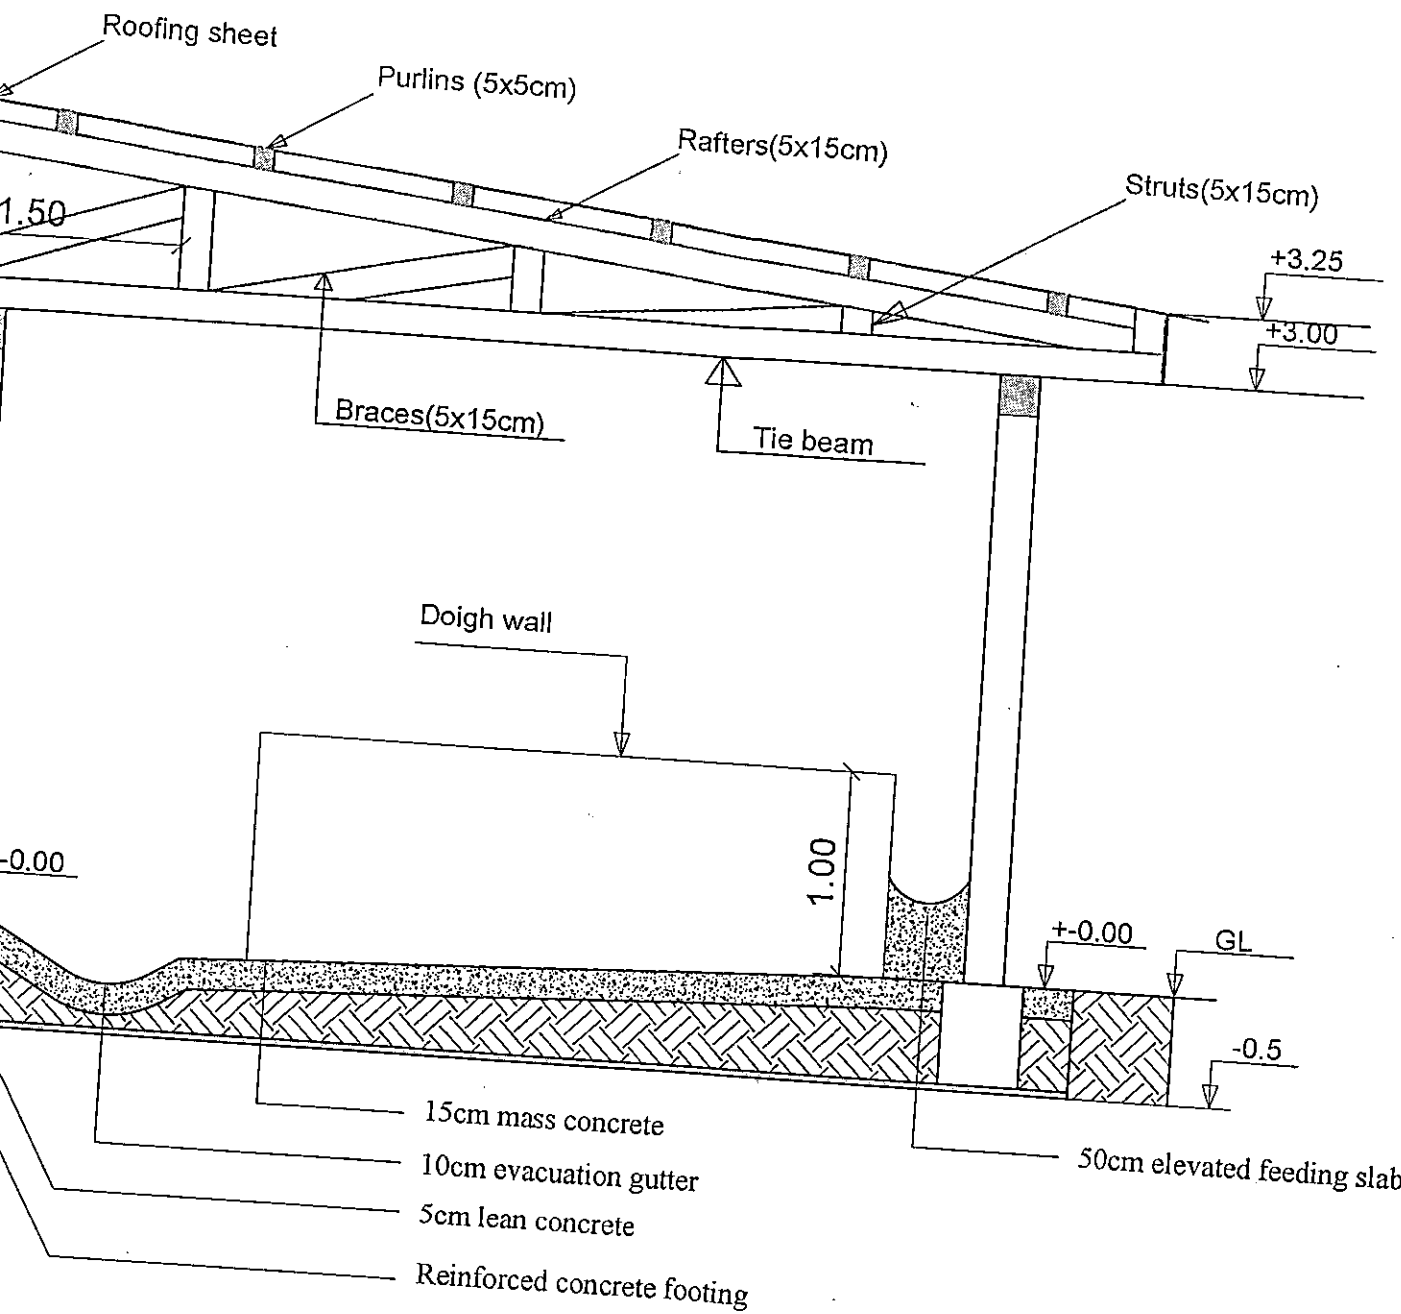 Roofing sheet
Purlins (5x5cm)
Rafters(5x15cm)
Struts(5x15cm)
1.50
+3.25
+3.00
Braces(5x15cm)
Tie beam
Doigh wall
1.00
-0.00
+-0.00
GL
-0.5
15cm mass concrete
10cm evacuation gutter
50cm elevated feeding slab
5cm lean concrete
Reinforced concrete footing